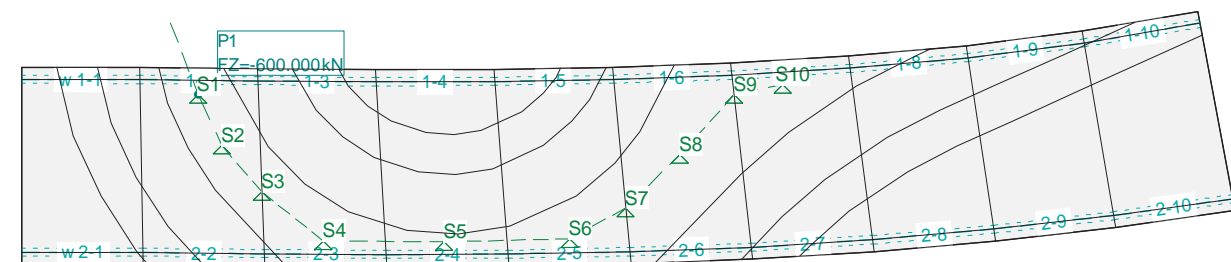 P1
FZ=-600.000kN
w 1-1
1-3
1-4
1-5
1-6
1-8
1-9
1-10
S1
S2
S3
S4
S5
S6
S7
S8
S9
S10
w 2-1
2-2
2-3
2-4
2-5
2-6
2-7
2-8
2-9
2-10